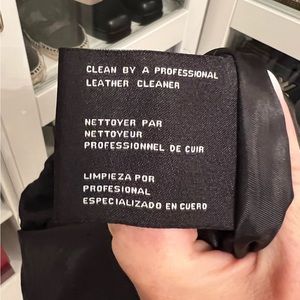 CLEAN BY A PROFESSIONAL
LEATHER CLEANER
NETTOYER PAR
NETTOYEUR
PROFESSIONNEL DE CUIR
LIMPIEZA POR
PROFESIONAL
ESPECIALIZADO EN CUERO